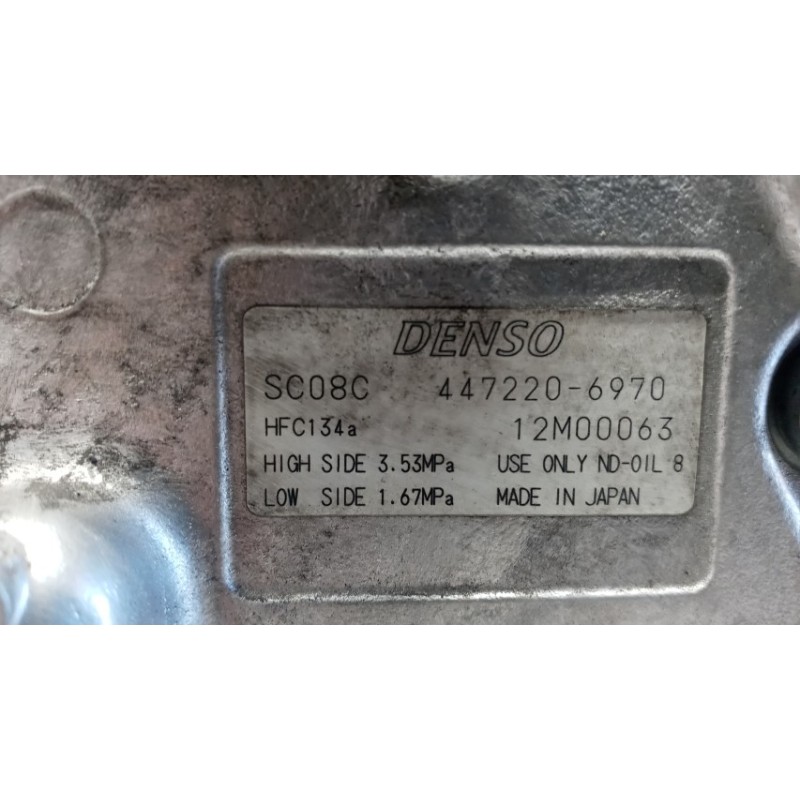 DENSO
SC08C 447220-6970
HFC134a 12M00063
HIGH SIDE 3.53MPa USE ONLY ND-OIL 8
LOW SIDE 1.67MPa MADE IN JAPAN